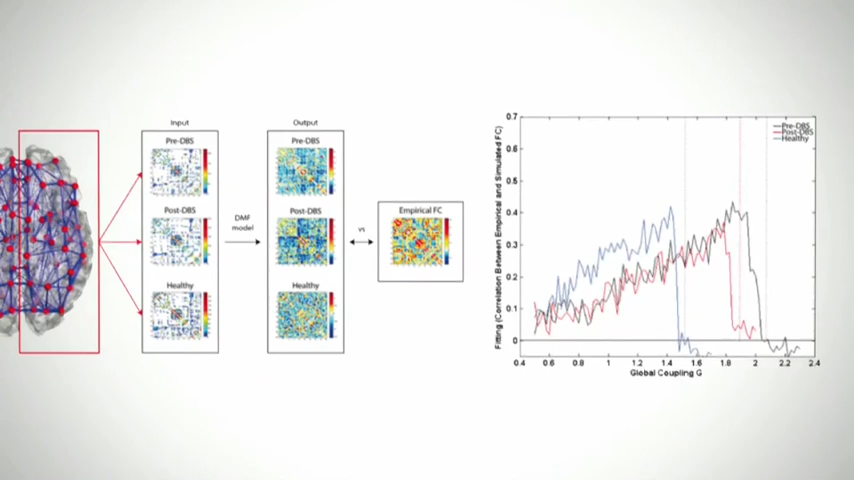 Input
Pre-DBS
Post-DBS
Healthy
DMF
model
Output
Pre-DBS
Post-DBS
Healthy
vs
Empirical FC
Fitting (Correlation Between Empirical and Simulated FC)
0.7
0.6
0.5
0.4
0.3
0.2
0.1
0
Pre-DBS
Post-DBS
Healthy
0.4 0.6 0.8 1 1.2 1.4 1.6 1.8 2 2.2 2.4
Global Coupling G